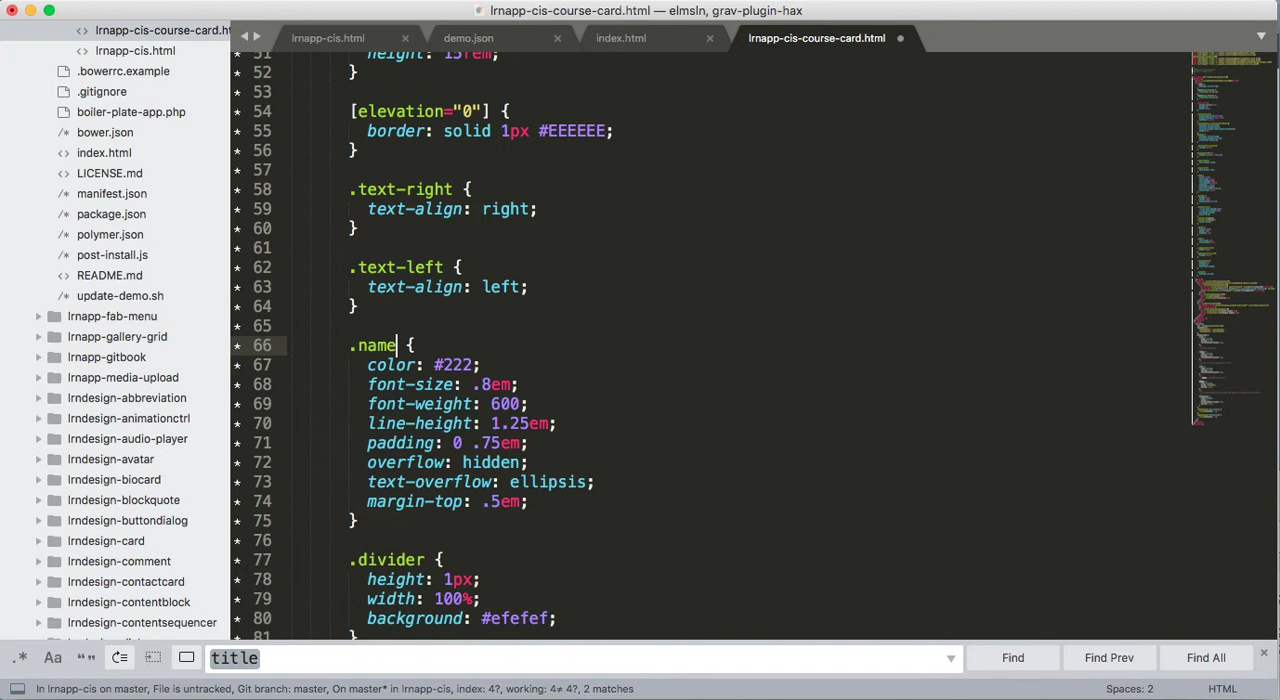 lrnapp-cis-course-card.html — elmsln, grav-plugin-hax
lrnapp-cis-course-card.ht
lrnapp-cis.html
.bowerrc.example
.gitignore
boiler-plate-app.php
bower.json
index.html
LICENSE.md
manifest.json
package.json
polymer.json
post-install.js
README.md
update-demo.sh
lrnapp-fab-menu
lrnapp-gallery-grid
lrnapp-gitbook
lrnapp-media-upload
lrndesign-abbreviation
lrndesign-animationctrl
lrndesign-audio-player
lrndesign-avatar
lrndesign-biocard
lrndesign-blockquote
lrndesign-buttondialog
lrndesign-card
lrndesign-comment
lrndesign-contactcard
lrndesign-contentblock
lrndesign-contentsequencer
lrnapp-cis.html × demo.json × index.html × lrnapp-cis-course-card.html
51 height: 15rem;
52 }
53
54 [elevation="0"] {
55 border: solid 1px #EEEEEE;
56 }
57
58 .text-right {
59 text-align: right;
60 }
61
62 .text-left {
63 text-align: left;
64 }
65
66 .name {
67 color: #222;
68 font-size: .8em;
69 font-weight: 600;
70 line-height: 1.25em;
71 padding: 0 .75em;
72 overflow: hidden;
73 text-overflow: ellipsis;
74 margin-top: .5em;
75 }
76
77 .divider {
78 height: 1px;
79 width: 100%;
80 background: #efefef;
81 }
.* Aa “” title Find Find Prev Find All ×
In lrnapp-cis on master, File is untracked, Git branch: master, On master* in lrnapp-cis, index: 4?, working: 4≠ 4?, 2 matches Spaces: 2 HTML